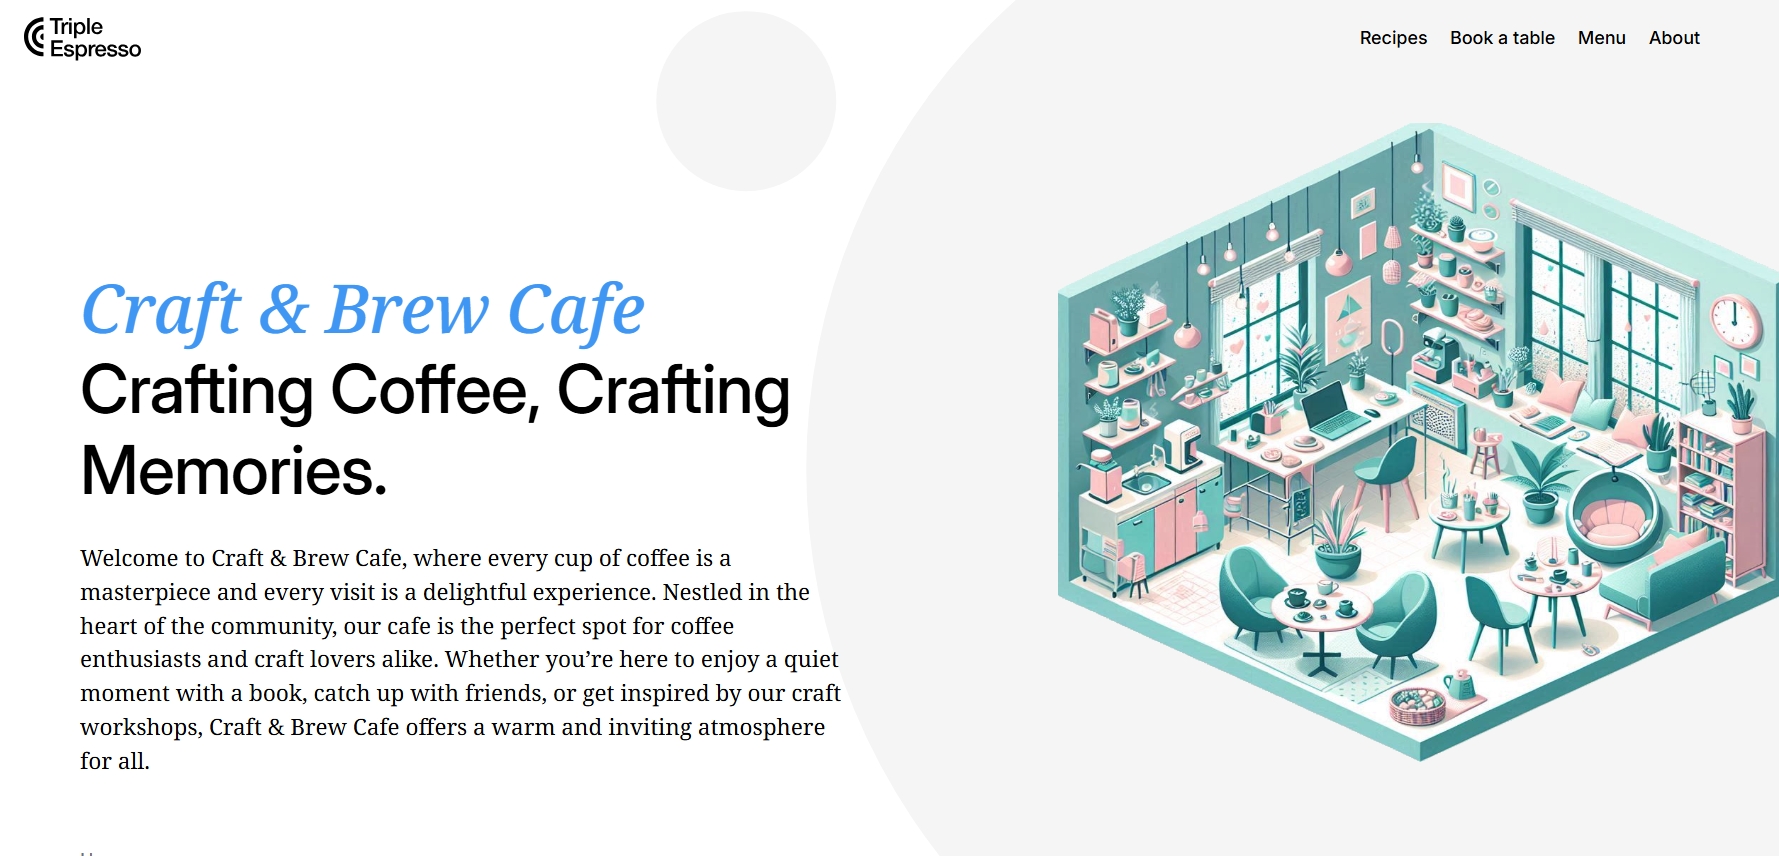 Triple
Espresso
Recipes Book a table Menu About
Craft & Brew Cafe
Crafting Coffee, Crafting
Memories.
Welcome to Craft & Brew Cafe, where every cup of coffee is a
masterpiece and every visit is a delightful experience. Nestled in the
heart of the community, our cafe is the perfect spot for coffee
enthusiasts and craft lovers alike. Whether you’re here to enjoy a quiet
moment with a book, catch up with friends, or get inspired by our craft
workshops, Craft & Brew Cafe offers a warm and inviting atmosphere
for all.